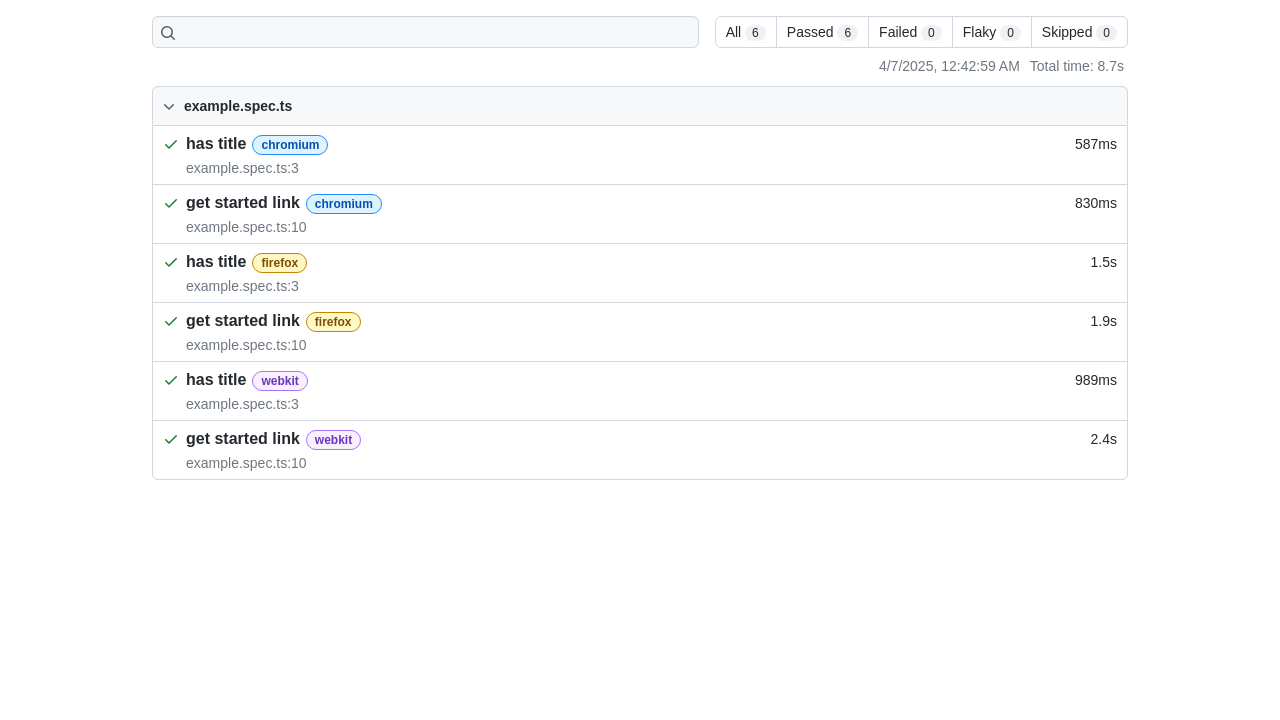 All 6 Passed 6 Failed 0 Flaky 0 Skipped 0
4/7/2025, 12:42:59 AM Total time: 8.7s
example.spec.ts
has title chromium 587ms
example.spec.ts:3
get started link chromium 830ms
example.spec.ts:10
has title firefox 1.5s
example.spec.ts:3
get started link firefox 1.9s
example.spec.ts:10
has title webkit 989ms
example.spec.ts:3
get started link webkit 2.4s
example.spec.ts:10